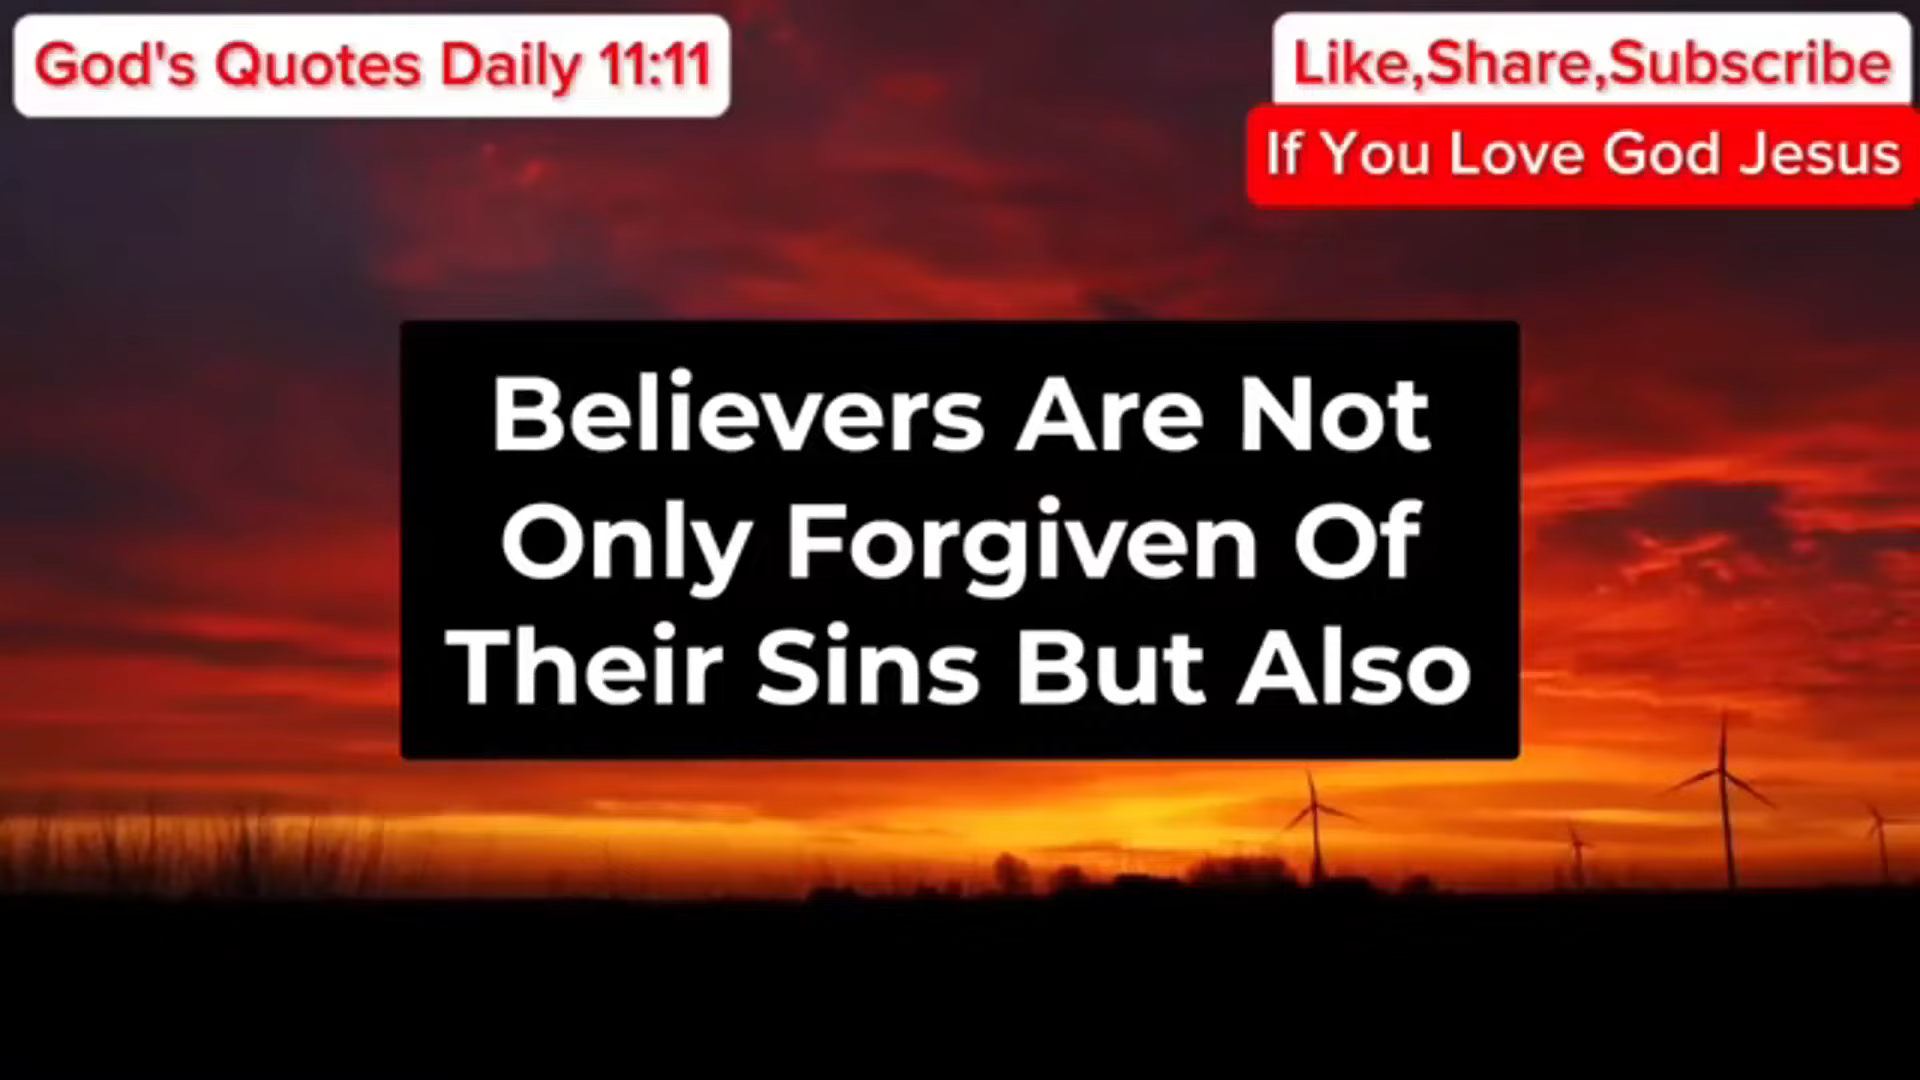 God's Quotes Daily 11:11
Like,Share,Subscribe
If You Love God Jesus
Believers Are Not
Only Forgiven Of
Their Sins But Also